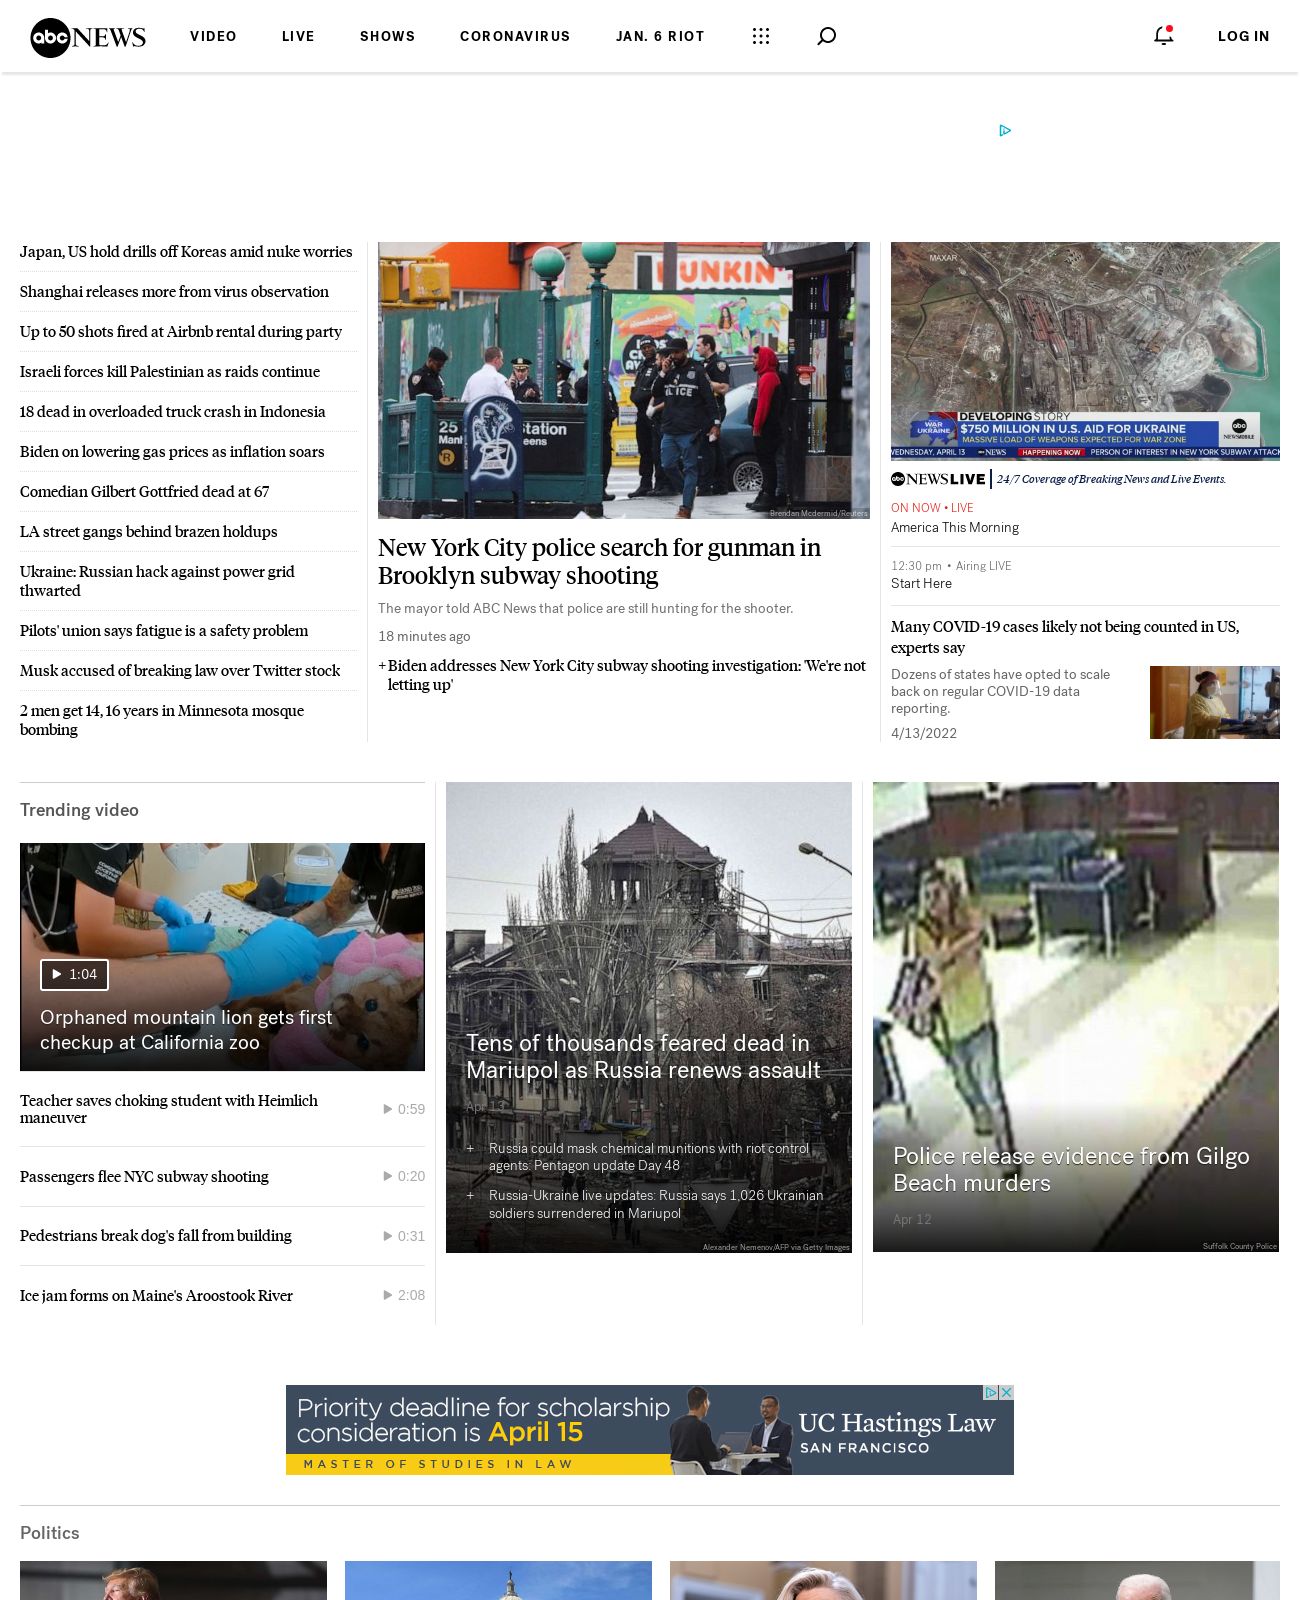 abc NEWS
VIDEO
LIVE
SHOWS
CORONAVIRUS
JAN. 6 RIOT
LOG IN
Japan, US hold drills off Koreas amid nuke worries
Shanghai releases more from virus observation
Up to 50 shots fired at Airbnb rental during party
Israeli forces kill Palestinian as raids continue
18 dead in overloaded truck crash in Indonesia
Biden on lowering gas prices as inflation soars
Comedian Gilbert Gottfried dead at 67
LA street gangs behind brazen holdups
Ukraine: Russian hack against power grid
thwarted
Pilots' union says fatigue is a safety problem
Musk accused of breaking law over Twitter stock
2 men get 14, 16 years in Minnesota mosque
bombing
UNKIN'
nickelodeon
POLICE
25
Station
Manh
eens
R
Brendan Mcdermid/Reuters
New York City police search for gunman in
Brooklyn subway shooting
The mayor told ABC News that police are still hunting for the shooter.
18 minutes ago
+ Biden addresses New York City subway shooting investigation: 'We're not
letting up'
MAXAR
DEVELOPING STORY
WAR
UKRAINE
$750 MILLION IN U.S. AID FOR UKRAINE
MASSIVE LOAD OF WEAPONS EXPECTED FOR WAR ZONE
abc
NEWSMOBILE
WEDNESDAY, APRIL 13 abc NEWS HAPPENING NOW PERSON OF INTEREST IN NEW YORK SUBWAY ATTACK
abc NEWS LIVE 24/7 Coverage of Breaking News and Live Events.
ON NOW • LIVE
America This Morning
12:30 pm • Airing LIVE
Start Here
Many COVID-19 cases likely not being counted in US,
experts say
Dozens of states have opted to scale
back on regular COVID-19 data
reporting.
4/13/2022
Trending video
1:04
Orphaned mountain lion gets first
checkup at California zoo
Teacher saves choking student with Heimlich
maneuver
0:59
Passengers flee NYC subway shooting
0:20
Pedestrians break dog's fall from building
0:31
Ice jam forms on Maine's Aroostook River
2:08
Tens of thousands feared dead in
Mariupol as Russia renews assault
Apr 13
+ Russia could mask chemical munitions with riot control
agents: Pentagon update Day 48
+ Russia-Ukraine live updates: Russia says 1,026 Ukrainian
soldiers surrendered in Mariupol
Alexander Nemenov/AFP via Getty Images
Police release evidence from Gilgo
Beach murders
Apr 12
Suffolk County Police
Priority deadline for scholarship
consideration is April 15
MASTER OF STUDIES IN LAW
UC Hastings Law
SAN FRANCISCO
Politics